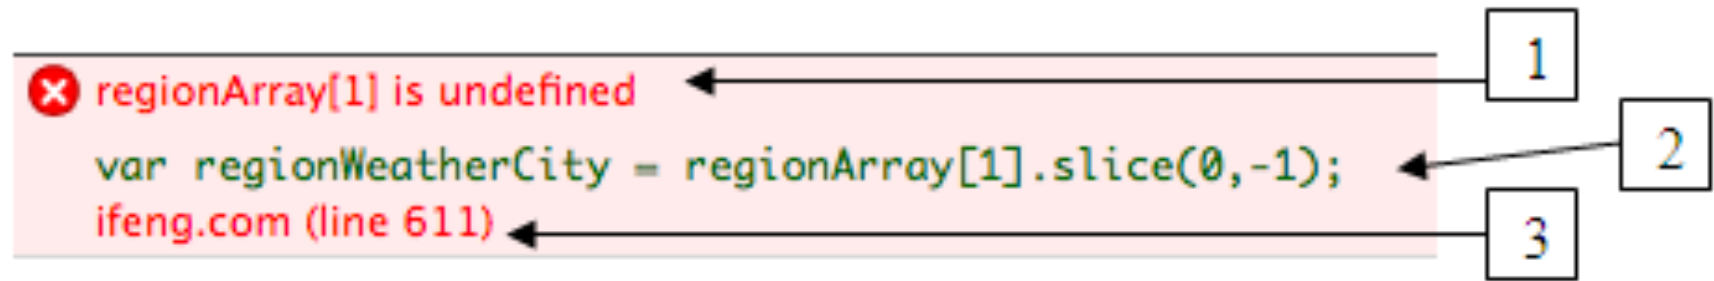 regionArray[1] is undefined
1
var regionWeatherCity = regionArray[1].slice(0,-1);
2
ifeng.com (line 611)
3